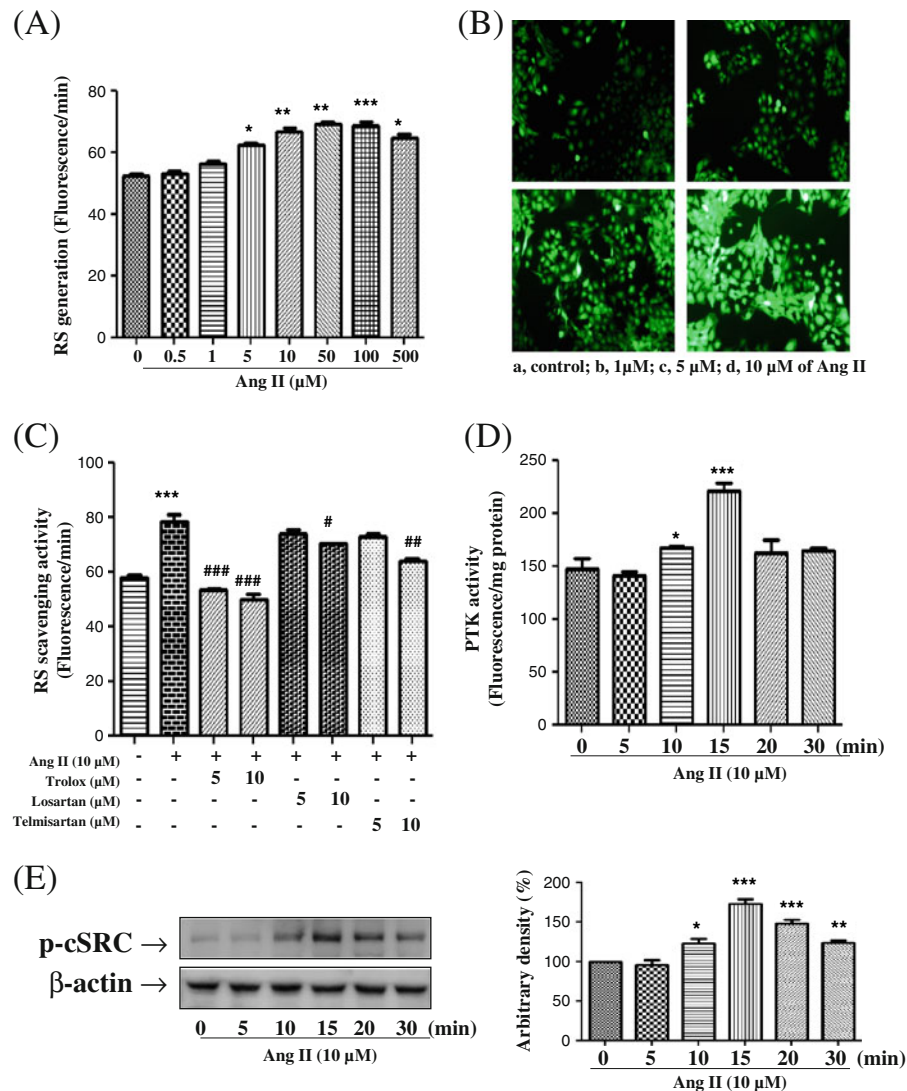 (A)
RS generation (Fluorescence/min)
80
60
40
20
0
* ** ** *** *
0 0.5 1 5 10 50 100 500
Ang II (µM)
(B)
a, control; b, 1µM; c, 5 µM; d, 10 µM of Ang II
(C)
RS scavenging activity
(Fluorescence/min)
100
80
60
40
20
0
*** ### ### # ##
Ang II (10 µM) - + + + + + + +
Trolox (µM) - - 5 10 - - - -
Losartan (µM) - - - - 5 10 - -
Telmisartan (µM) - - - - - - 5 10
(D)
PTK activity
(Fluorescence/mg protein)
250
200
150
100
50
0
* ***
0 5 10 15 20 30 (min)
Ang II (10 µM)
(E)
p-cSRC →
β-actin →
0 5 10 15 20 30 (min)
Ang II (10 µM)
Arbitrary density (%)
200
150
100
50
0
* *** *** **
0 5 10 15 20 30 (min)
Ang II (10 µM)